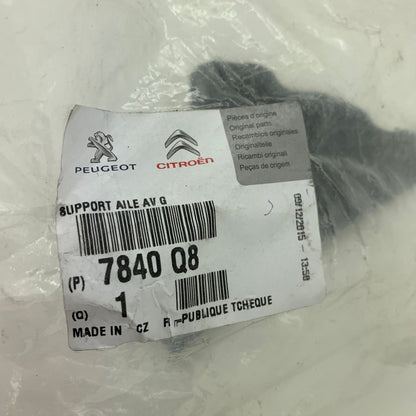 PEUGEOT
CITROËN
Pièces d'origine
Original parts
Recambios originales
Originalteile
Ricambi originali
Peças de origem
SUPPORT AILE AV G
(P) 7840 Q8
(Q) 1
MADE IN CZ PUBLIQUE TCHEQUE
09/12/2015 - 13:58